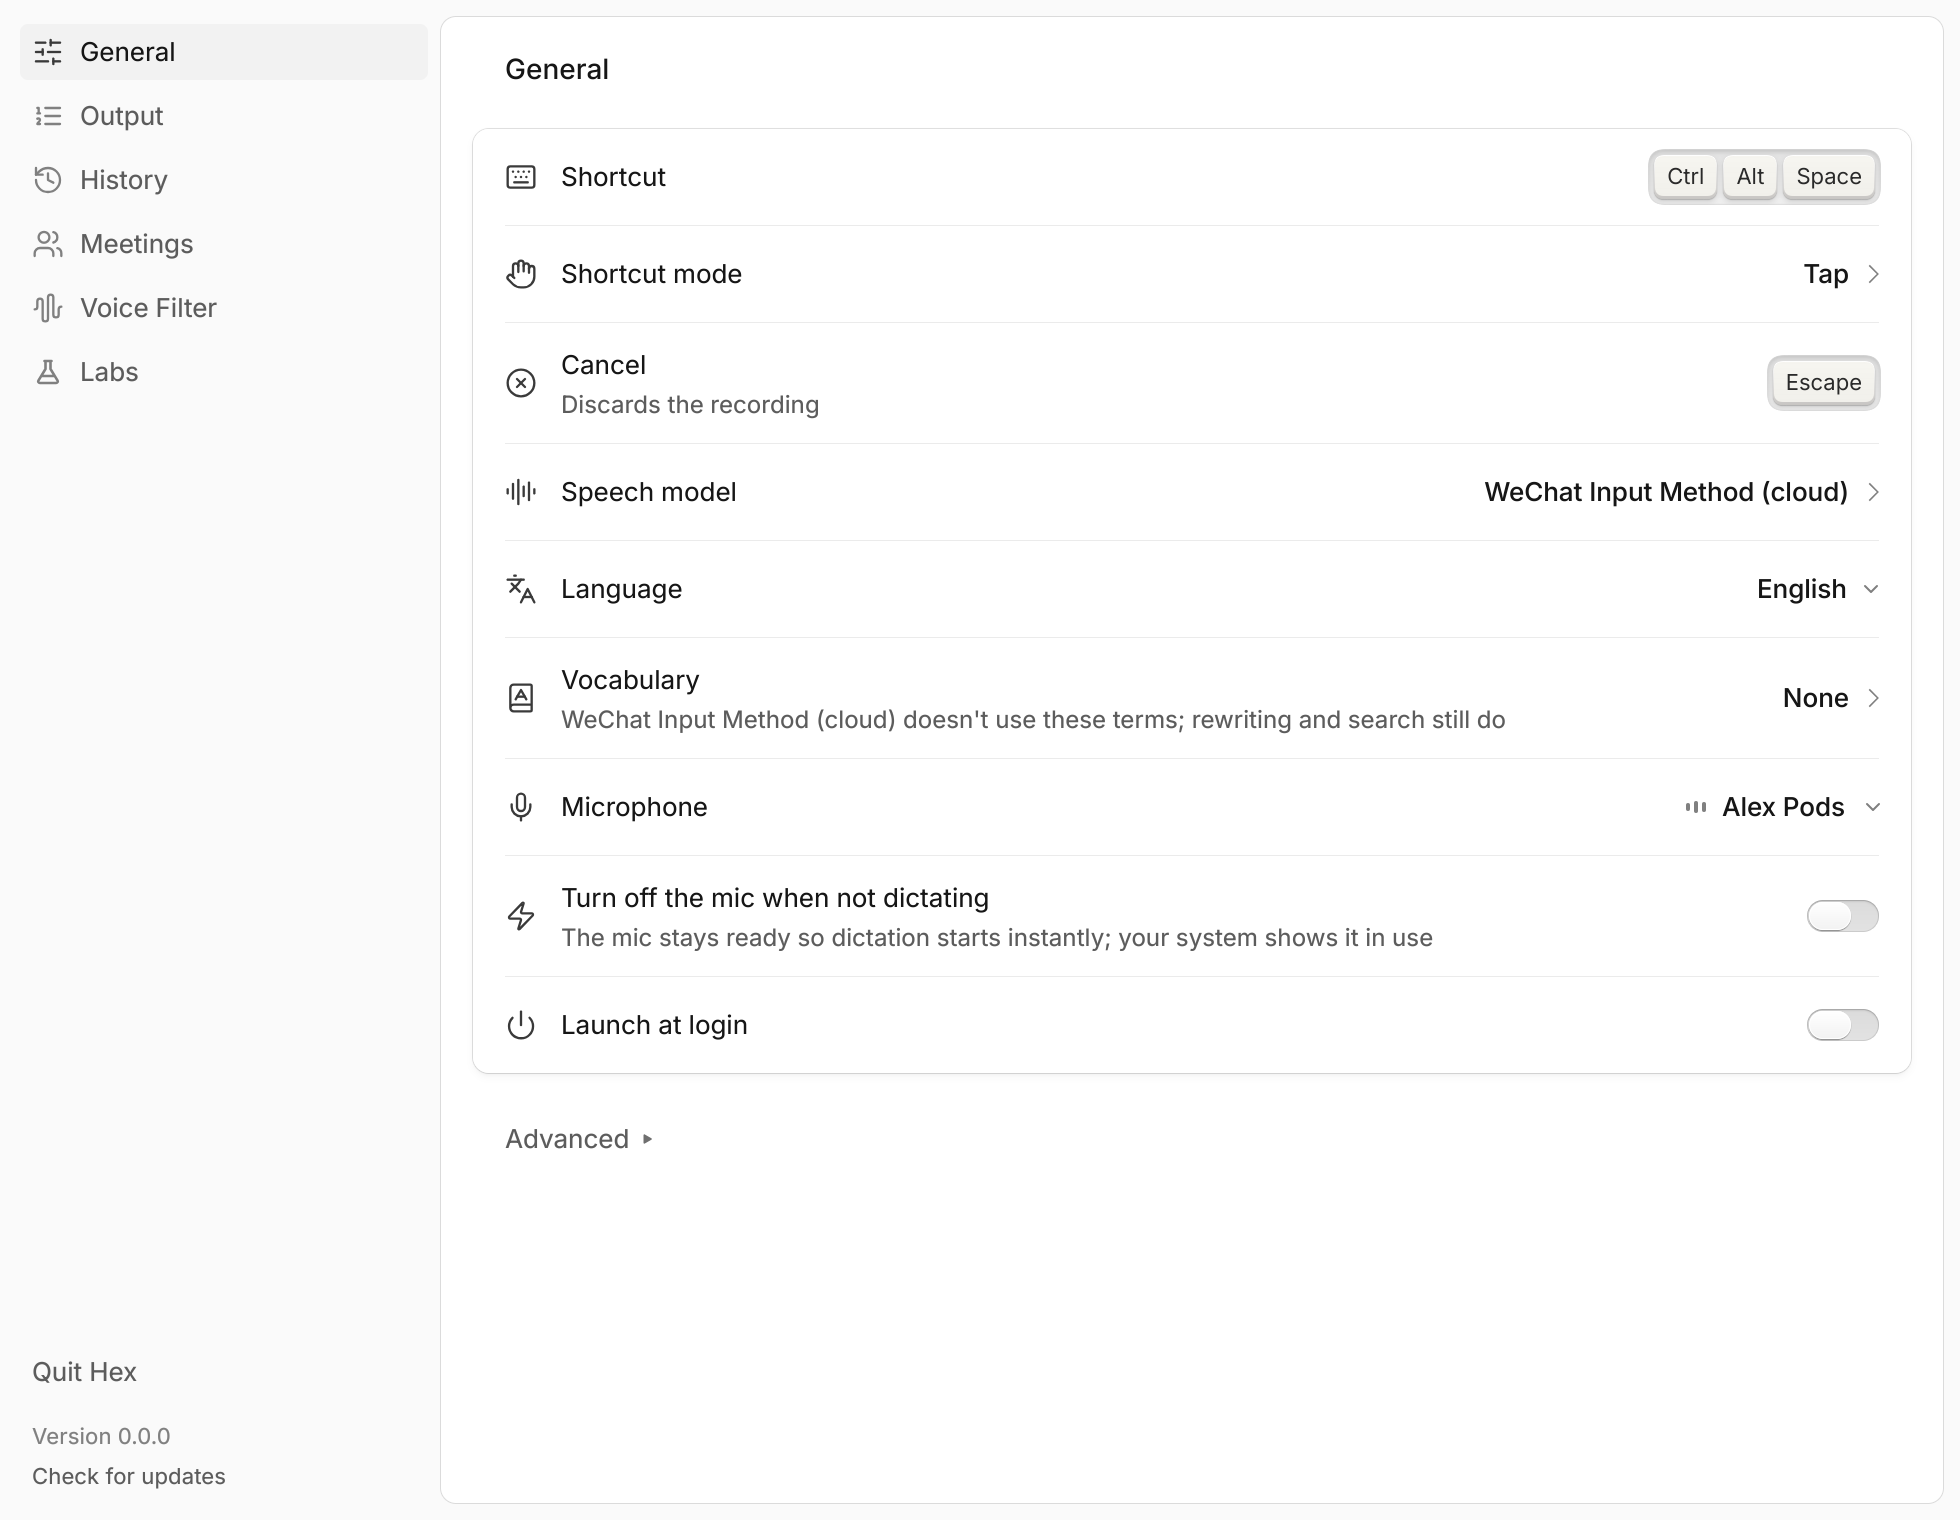 General
Output
History
Meetings
Voice Filter
Labs
Quit Hex
Version 0.0.0
Check for updates
General
Shortcut
Ctrl Alt Space
Shortcut mode
Tap
Cancel
Discards the recording
Escape
Speech model
WeChat Input Method (cloud)
Language
English
Vocabulary
WeChat Input Method (cloud) doesn't use these terms; rewriting and search still do
None
Microphone
Alex Pods
Turn off the mic when not dictating
The mic stays ready so dictation starts instantly; your system shows it in use
Launch at login
Advanced